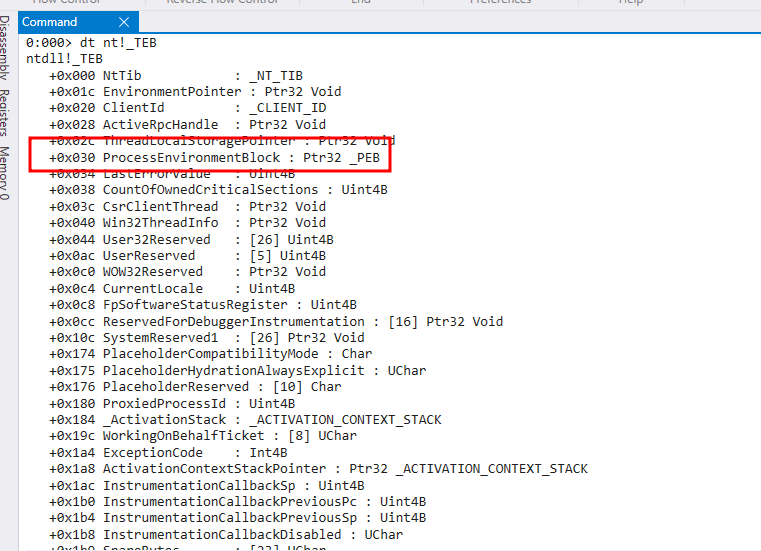 Flow Control Reverse Flow Control End Preferences Help
Command
Disassembly
Registers
Memory 0
0:000> dt nt!_TEB
ntdll!_TEB
+0x000 NtTib : _NT_TIB
+0x01c EnvironmentPointer : Ptr32 Void
+0x020 ClientId : _CLIENT_ID
+0x028 ActiveRpcHandle : Ptr32 Void
+0x02c ThreadLocalStoragePointer : Ptr32 Void
+0x030 ProcessEnvironmentBlock : Ptr32 _PEB
+0x034 LastErrorValue : Uint4B
+0x038 CountOfOwnedCriticalSections : Uint4B
+0x03c CsrClientThread : Ptr32 Void
+0x040 Win32ThreadInfo : Ptr32 Void
+0x044 User32Reserved : [26] Uint4B
+0x0ac UserReserved : [5] Uint4B
+0x0c0 WOW32Reserved : Ptr32 Void
+0x0c4 CurrentLocale : Uint4B
+0x0c8 FpSoftwareStatusRegister : Uint4B
+0x0cc ReservedForDebuggerInstrumentation : [16] Ptr32 Void
+0x10c SystemReserved1 : [26] Ptr32 Void
+0x174 PlaceholderCompatibilityMode : Char
+0x175 PlaceholderHydrationAlwaysExplicit : UChar
+0x176 PlaceholderReserved : [10] Char
+0x180 ProxiedProcessId : Uint4B
+0x184 _ActivationStack : _ACTIVATION_CONTEXT_STACK
+0x19c WorkingOnBehalfTicket : [8] UChar
+0x1a4 ExceptionCode : Int4B
+0x1a8 ActivationContextStackPointer : Ptr32 _ACTIVATION_CONTEXT_STACK
+0x1ac InstrumentationCallbackSp : Uint4B
+0x1b0 InstrumentationCallbackPreviousPc : Uint4B
+0x1b4 InstrumentationCallbackPreviousSp : Uint4B
+0x1b8 InstrumentationCallbackDisabled : UChar
+0x1b9 SpareBytes : [23] UChar